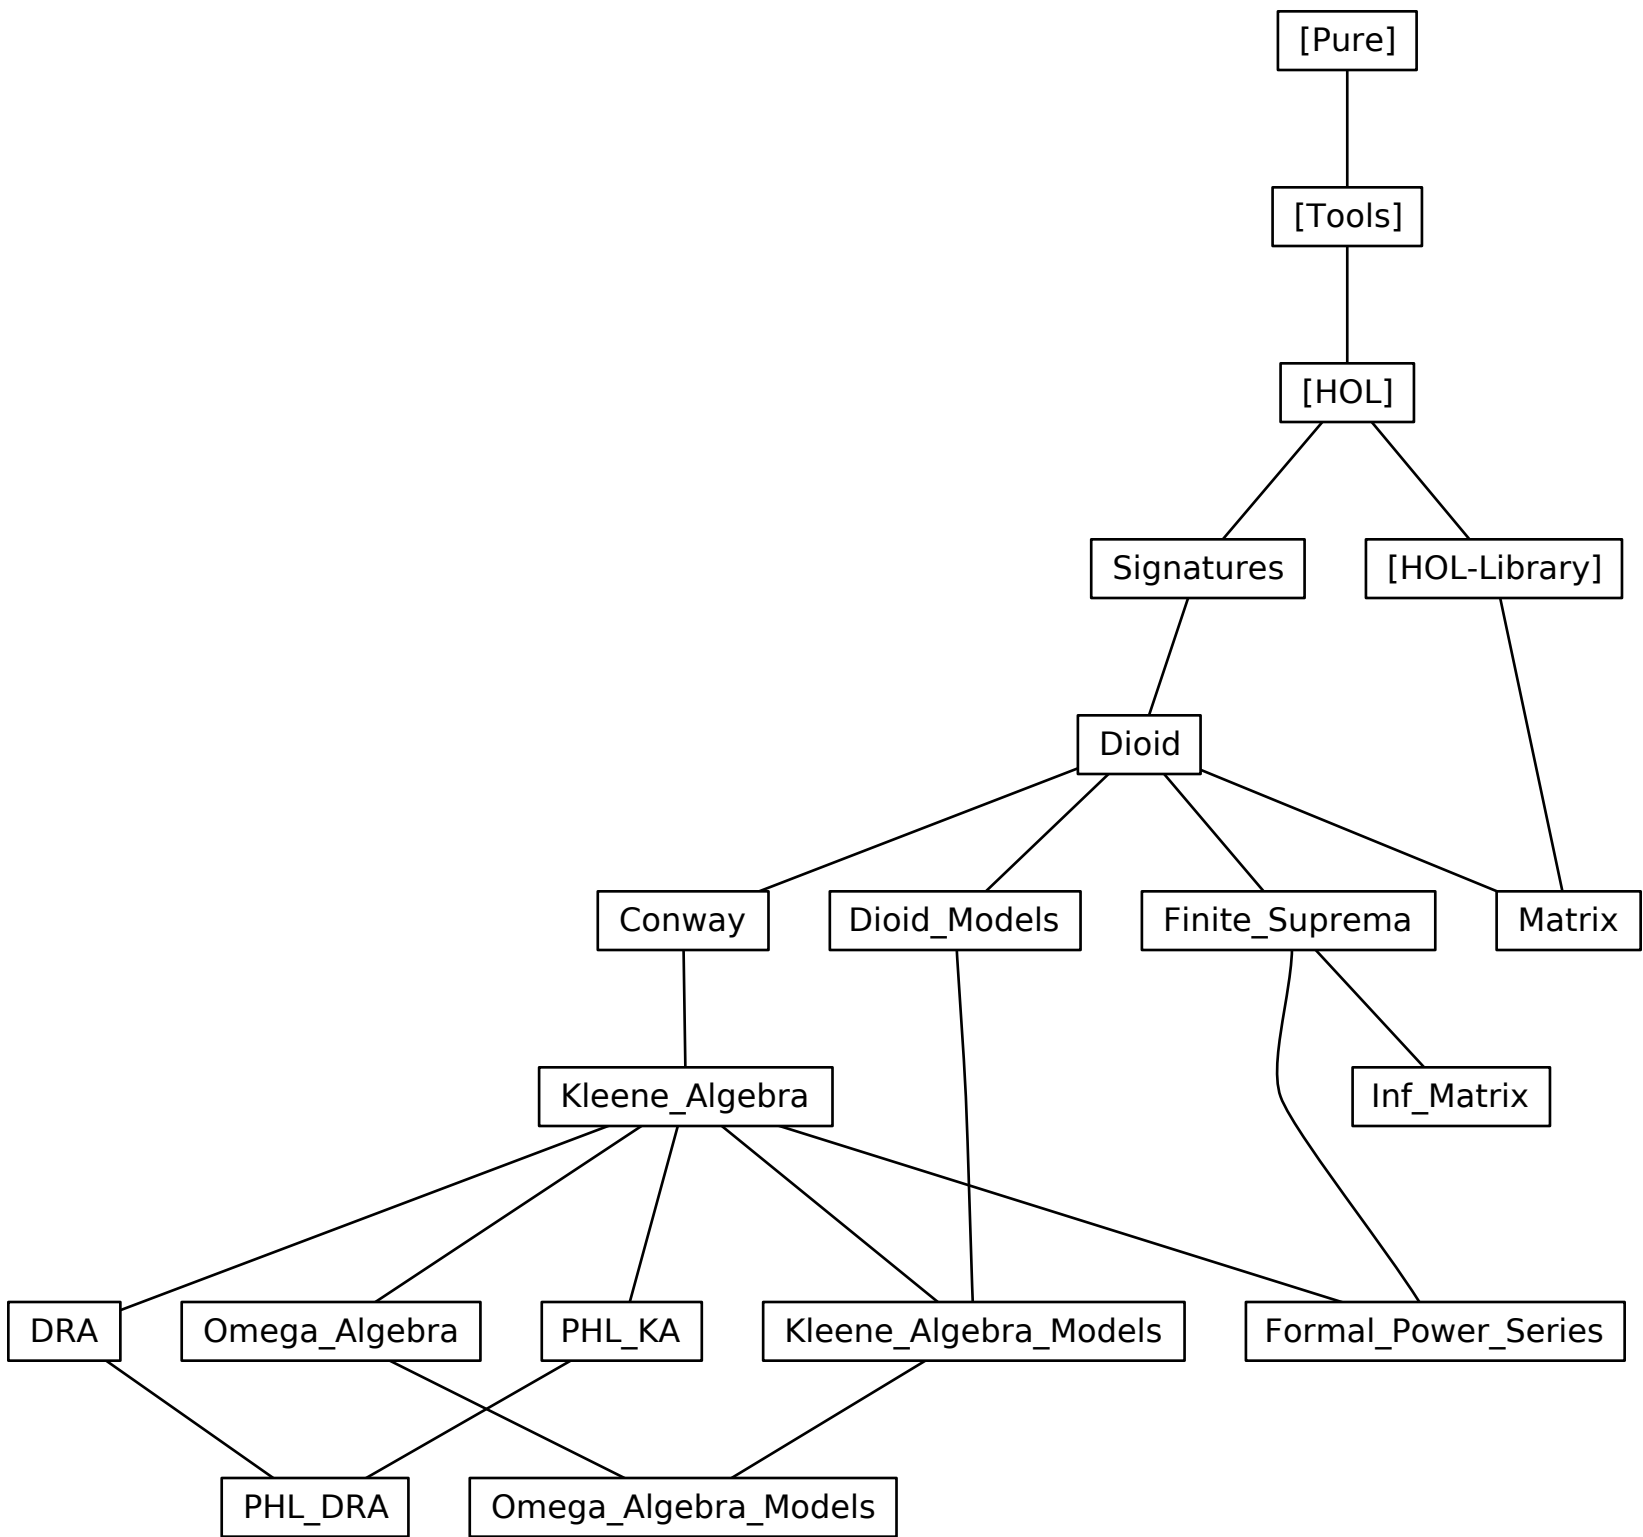 [Pure]
[Tools]
[HOL]
Signatures
[HOL-Library]
Dioid
Conway
Dioid_Models
Finite_Suprema
Matrix
Kleene_Algebra
Inf_Matrix
DRA
Omega_Algebra
PHL_KA
Kleene_Algebra_Models
Formal_Power_Series
PHL_DRA
Omega_Algebra_Models